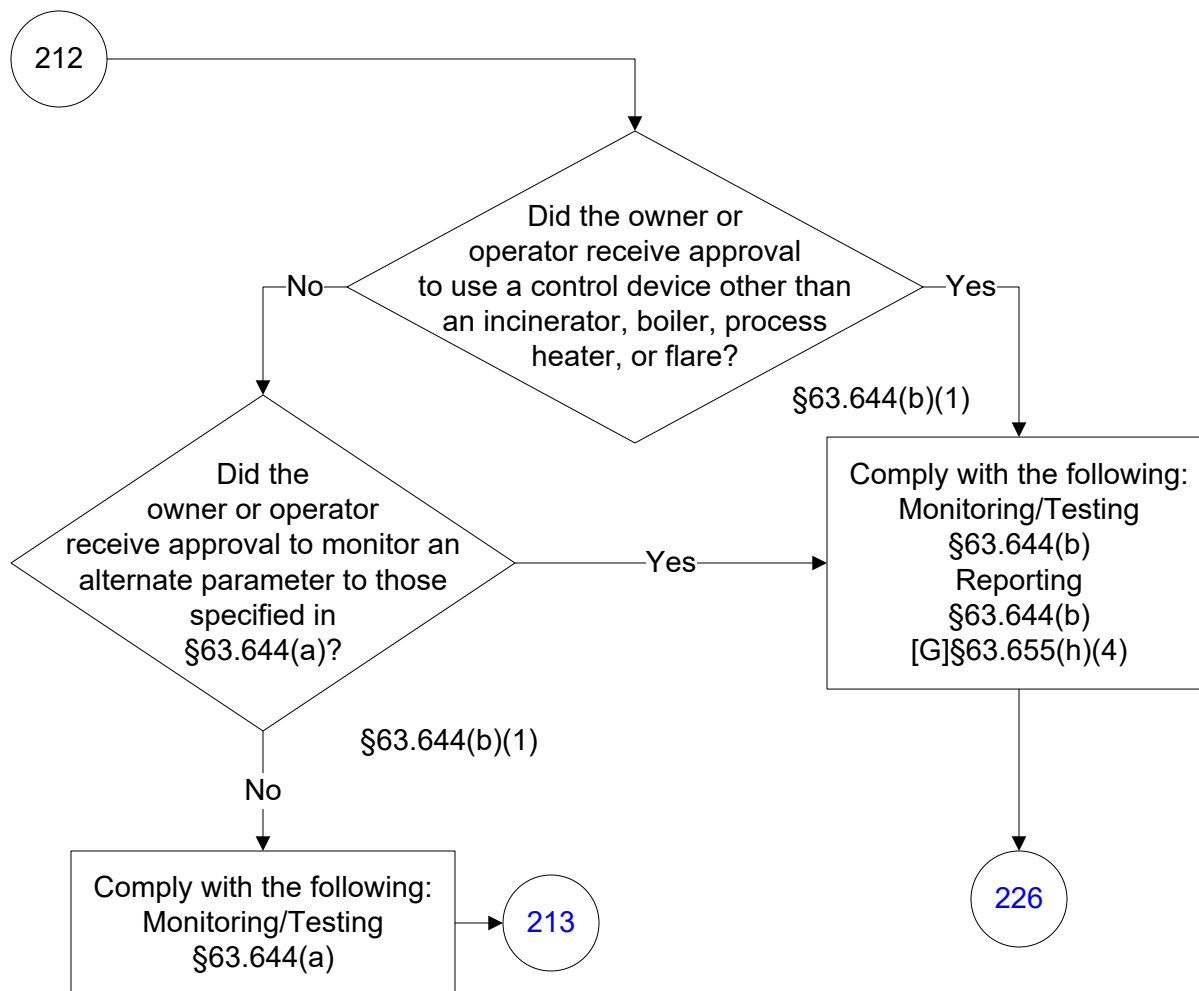 212
Did the owner or
operator receive approval
to use a control device other than
an incinerator, boiler, process
heater, or flare?
No
Yes
§63.644(b)(1)
Did the
owner or operator
receive approval to monitor an
alternate parameter to those
specified in
§63.644(a)?
Yes
Comply with the following:
Monitoring/Testing
§63.644(b)
Reporting
§63.644(b)
[G]§63.655(h)(4)
§63.644(b)(1)
No
Comply with the following:
Monitoring/Testing
§63.644(a)
213
226